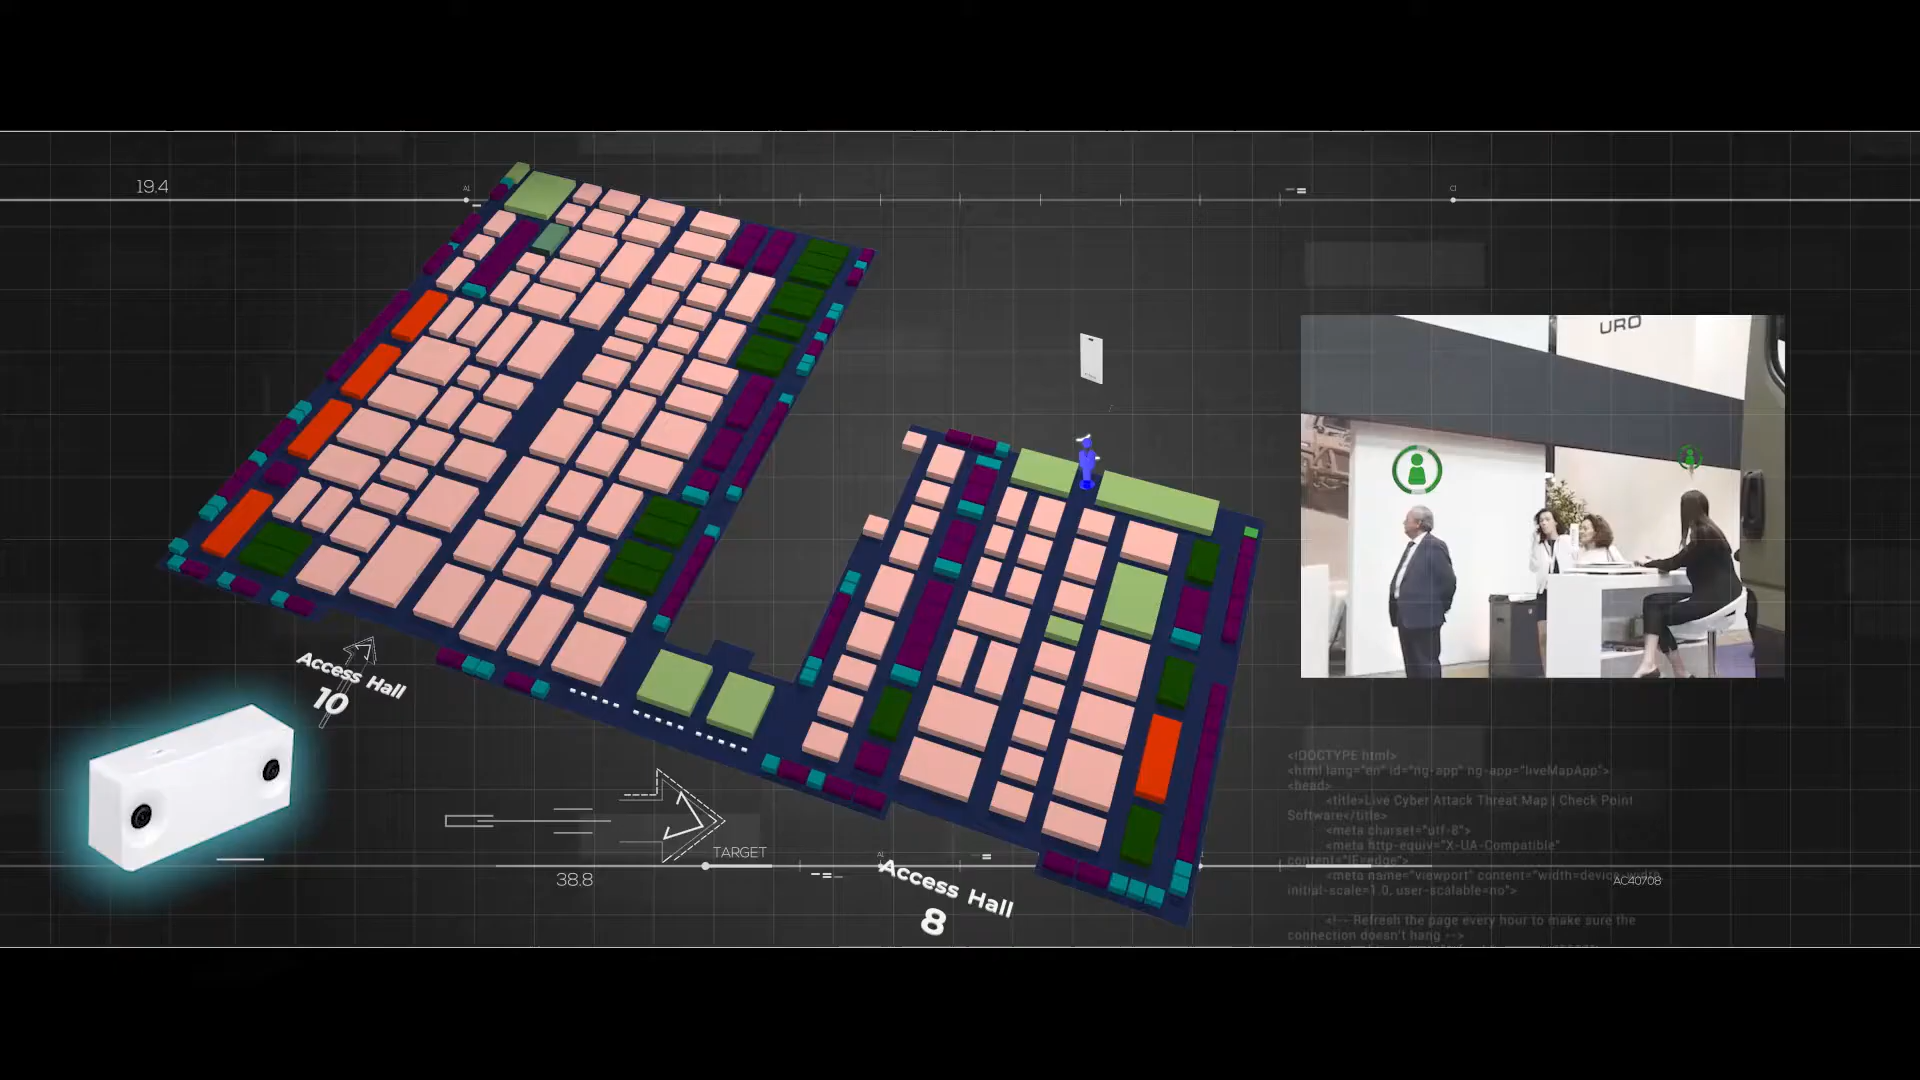 19.4
A1
C1
URO
Access Hall
10
<!DOCTYPE html>
<html lang="en" id="ng-app" ng-app="liveMapApp">
<head>
<title>Live Cyber Attack Threat Map | Check Point
Software</title>
<meta charset="utf-8">
<meta http-equiv="X-UA-Compatible"
content="IE=edge">
<meta name="viewport" content="width=device-width,
initial-scale=1.0, user-scalable=no">
<!-- Refresh the page every hour to make sure the
connection doesn't hang -->
TARGET
38.8
A1
AC40708
Access Hall
8